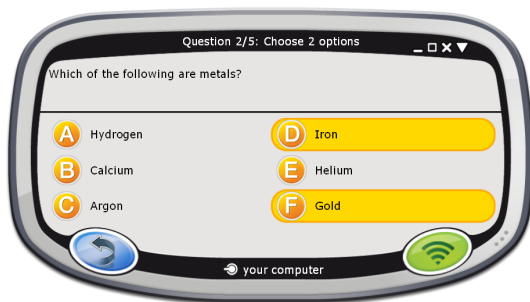 Question 2/5: Choose 2 options
Which of the following are metals?
A Hydrogen
B Calcium
C Argon
D Iron
E Helium
F Gold
your computer